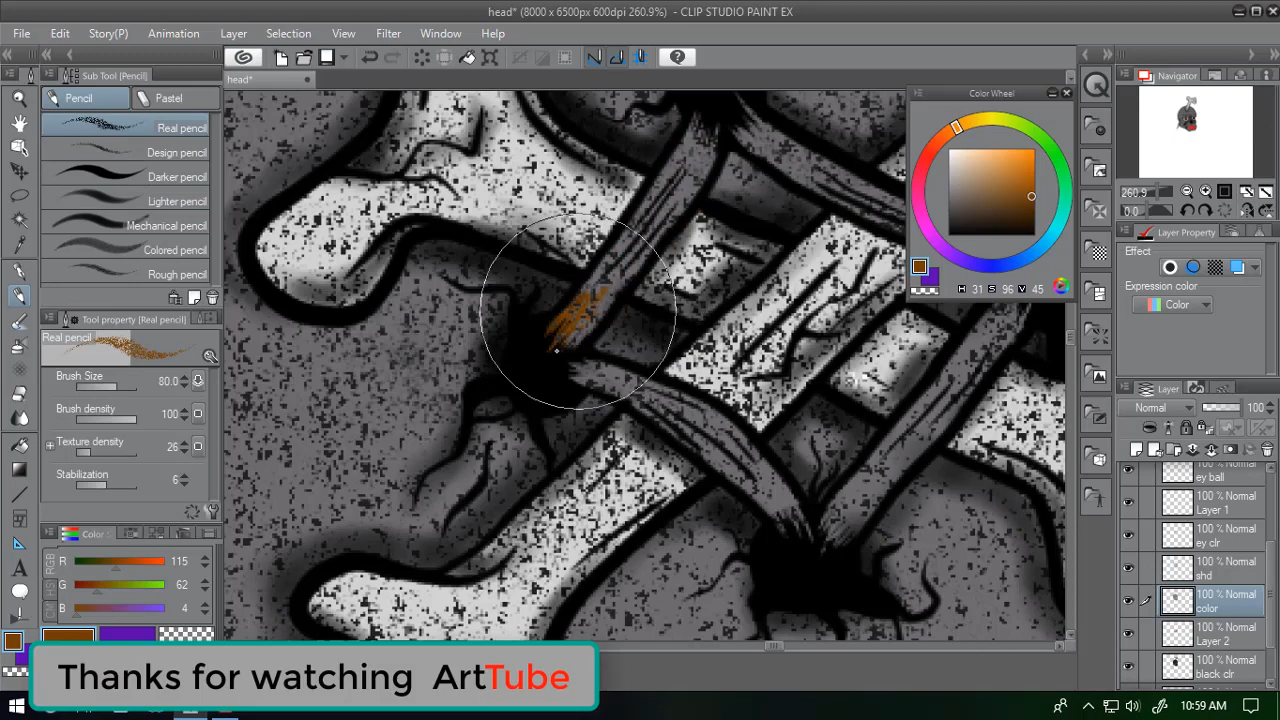 head* (8000 x 6500px 600dpi 260.9%) - CLIP STUDIO PAINT EX
File Edit Story(P) Animation Layer Selection View Filter Window Help
Sub Tool [Pencil]
head*
Pencil Pastel
Real pencil
Design pencil
Darker pencil
Lighter pencil
Mechanical pencil
Colored pencil
Rough pencil
Tool property [Real pencil]
Real pencil
Brush Size 80.0
Brush density 100
Texture density 26
Stabilization 6
Color
RGB
R 115
G 62
B 4
Color Wheel
H 31 S 96 V 45
Navigator
260.9
0.0
Layer Property
Effect
Expression color
Color
Layer
Normal 100
100 % Normal
ey ball
100 % Normal
Layer 1
100 % Normal
ey clr
100 % Normal
shd
100 % Normal
color
100 % Normal
Layer 2
100 % Normal
black clr
Thanks for watching ArtTube
10:59 AM